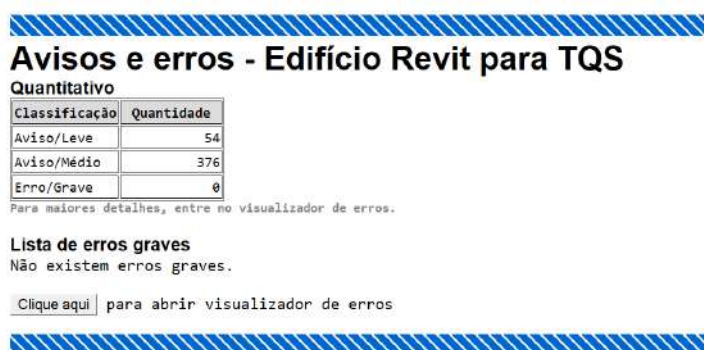 Avisos e erros - Edifício Revit para TQS
Quantitativo
Classificação Quantidade
Aviso/Leve 54
Aviso/Médio 376
Erro/Grave 0
Para maiores detalhes, entre no visualizador de erros.
Lista de erros graves
Não existem erros graves.
Clique aqui para abrir visualizador de erros